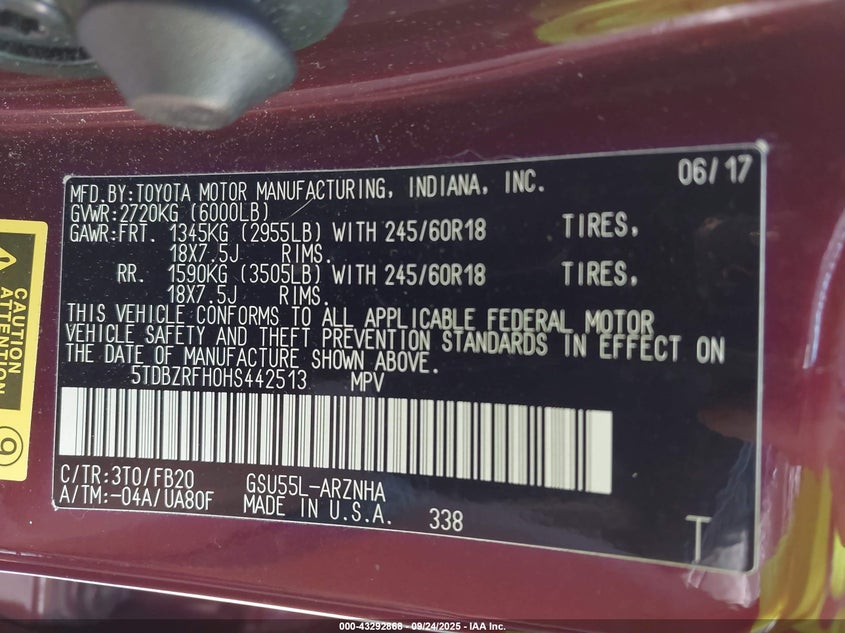 MFD.BY:TOYOTA MOTOR MANUFACTURING, INDIANA, INC. 06/17
GVWR:2720KG (6000LB)
GAWR:FRT. 1345KG (2955LB) WITH 245/60R18 TIRES,
18X7.5J RIMS.
RR. 1590KG (3505LB) WITH 245/60R18 TIRES,
18X7.5J RIMS.
THIS VEHICLE CONFORMS TO ALL APPLICABLE FEDERAL MOTOR
VEHICLE SAFETY AND THEFT PREVENTION STANDARDS IN EFFECT ON
THE DATE OF MANUFACTURE SHOWN ABOVE.
5TDBZRFH0HS442513 MPV
C/TR:3T0/FB20 GSU55L-ARZNHA
A/TM:-04A/UA80F MADE IN U.S.A. 338 T
CAUTION
ATTENTION
9
000-43292868 - 09/24/2025 - IAA Inc.